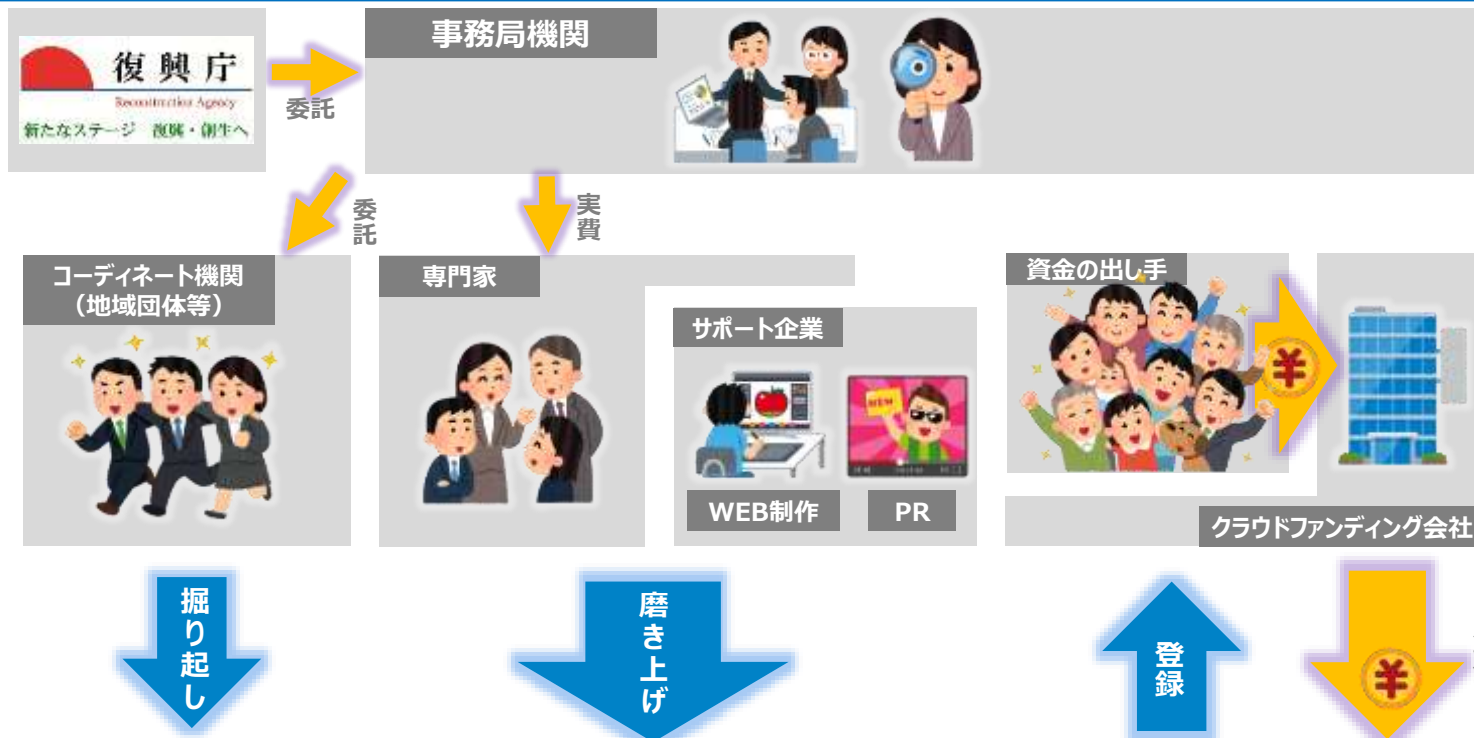 復興庁
Reconstruction Agency
新たなステージ 復興・創生へ
委託
事務局機関
委託
実費
コーディネート機関
（地域団体等）
専門家
サポート企業
NEW
WEB制作
PR
資金の出し手
¥
クラウドファンディング会社
掘り起し
磨き上げ
登録
¥